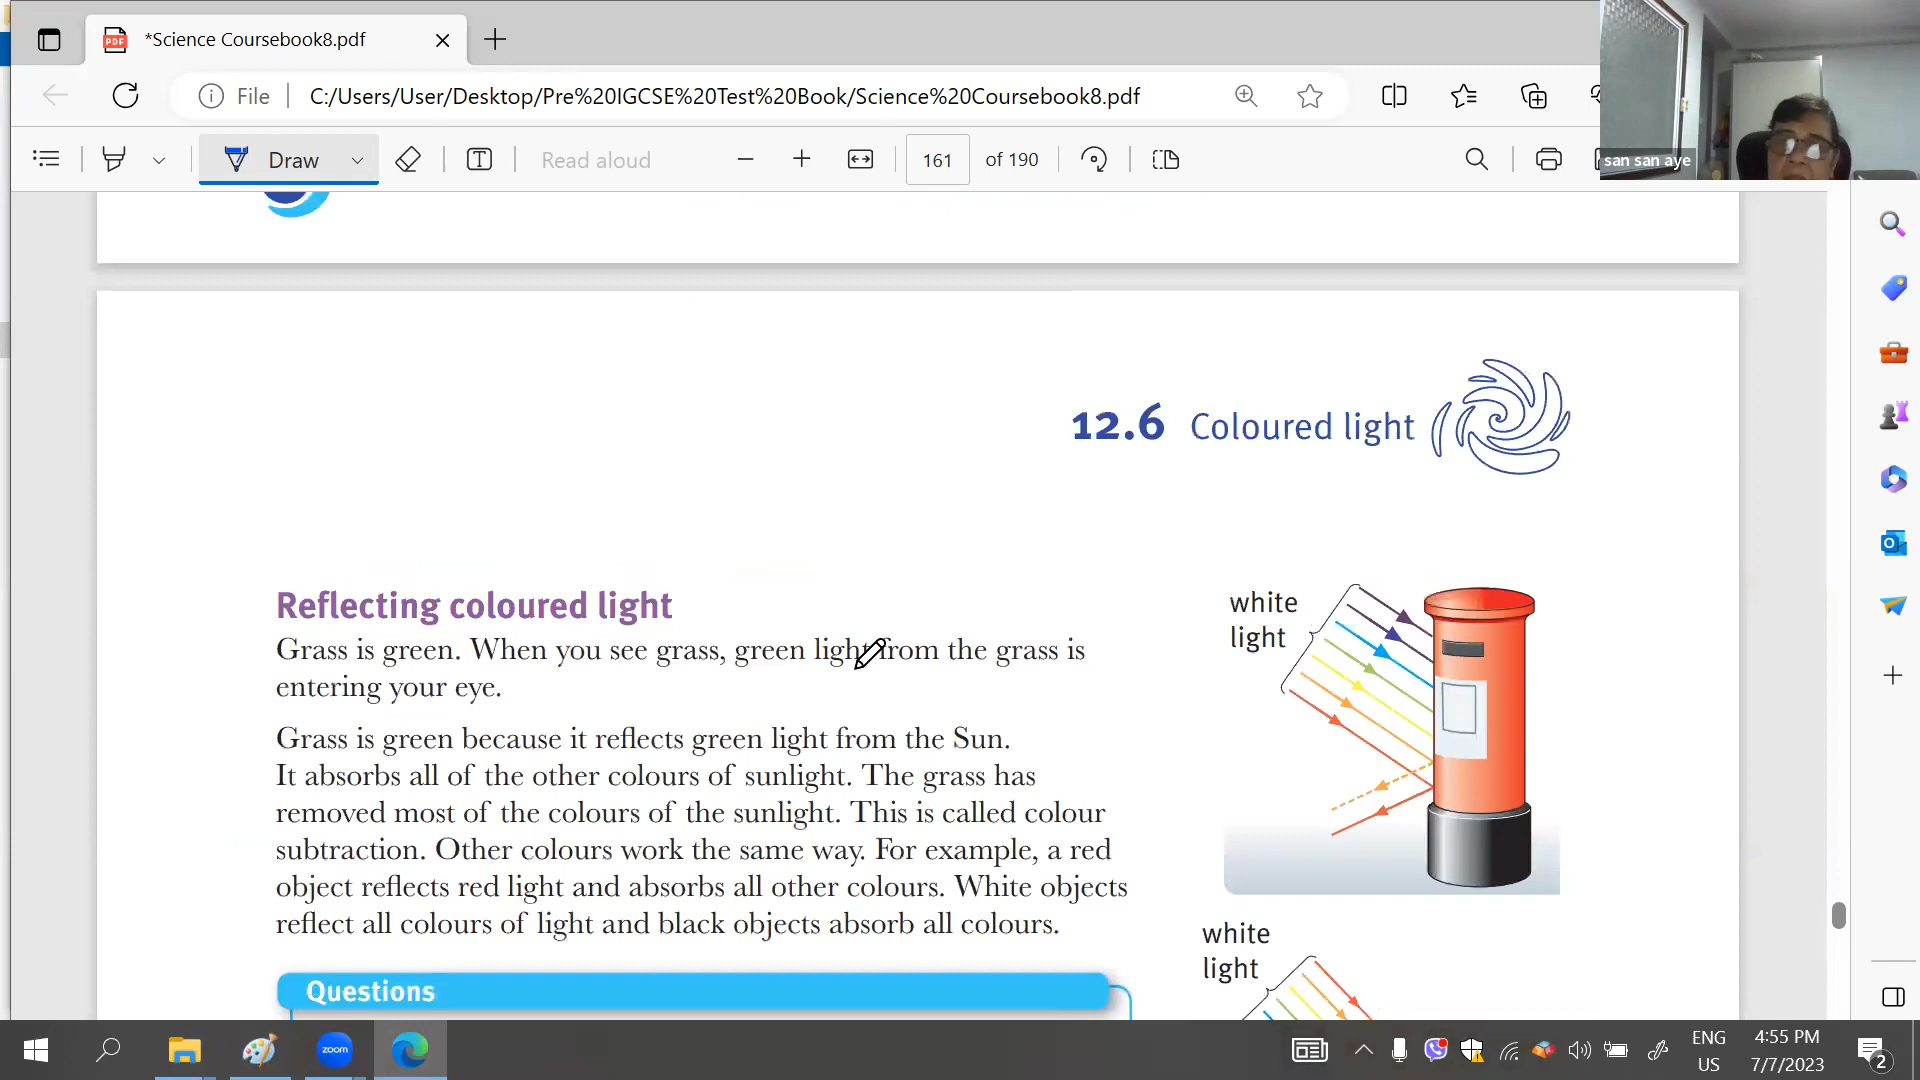 *Science Coursebook8.pdf
File
C:/Users/User/Desktop/Pre%20IGCSE%20Test%20Book/Science%20Coursebook8.pdf
san san aye
Draw
Read aloud
161
of 190
12.6 Coloured light
Reflecting coloured light
Grass is green. When you see grass, green light from the grass is
entering your eye.
Grass is green because it reflects green light from the Sun.
It absorbs all of the other colours of sunlight. The grass has
removed most of the colours of the sunlight. This is called colour
subtraction. Other colours work the same way. For example, a red
object reflects red light and absorbs all other colours. White objects
reflect all colours of light and black objects absorb all colours.
white
light
white
light
Questions
zoom
ENG
US
4:55 PM
7/7/2023
2